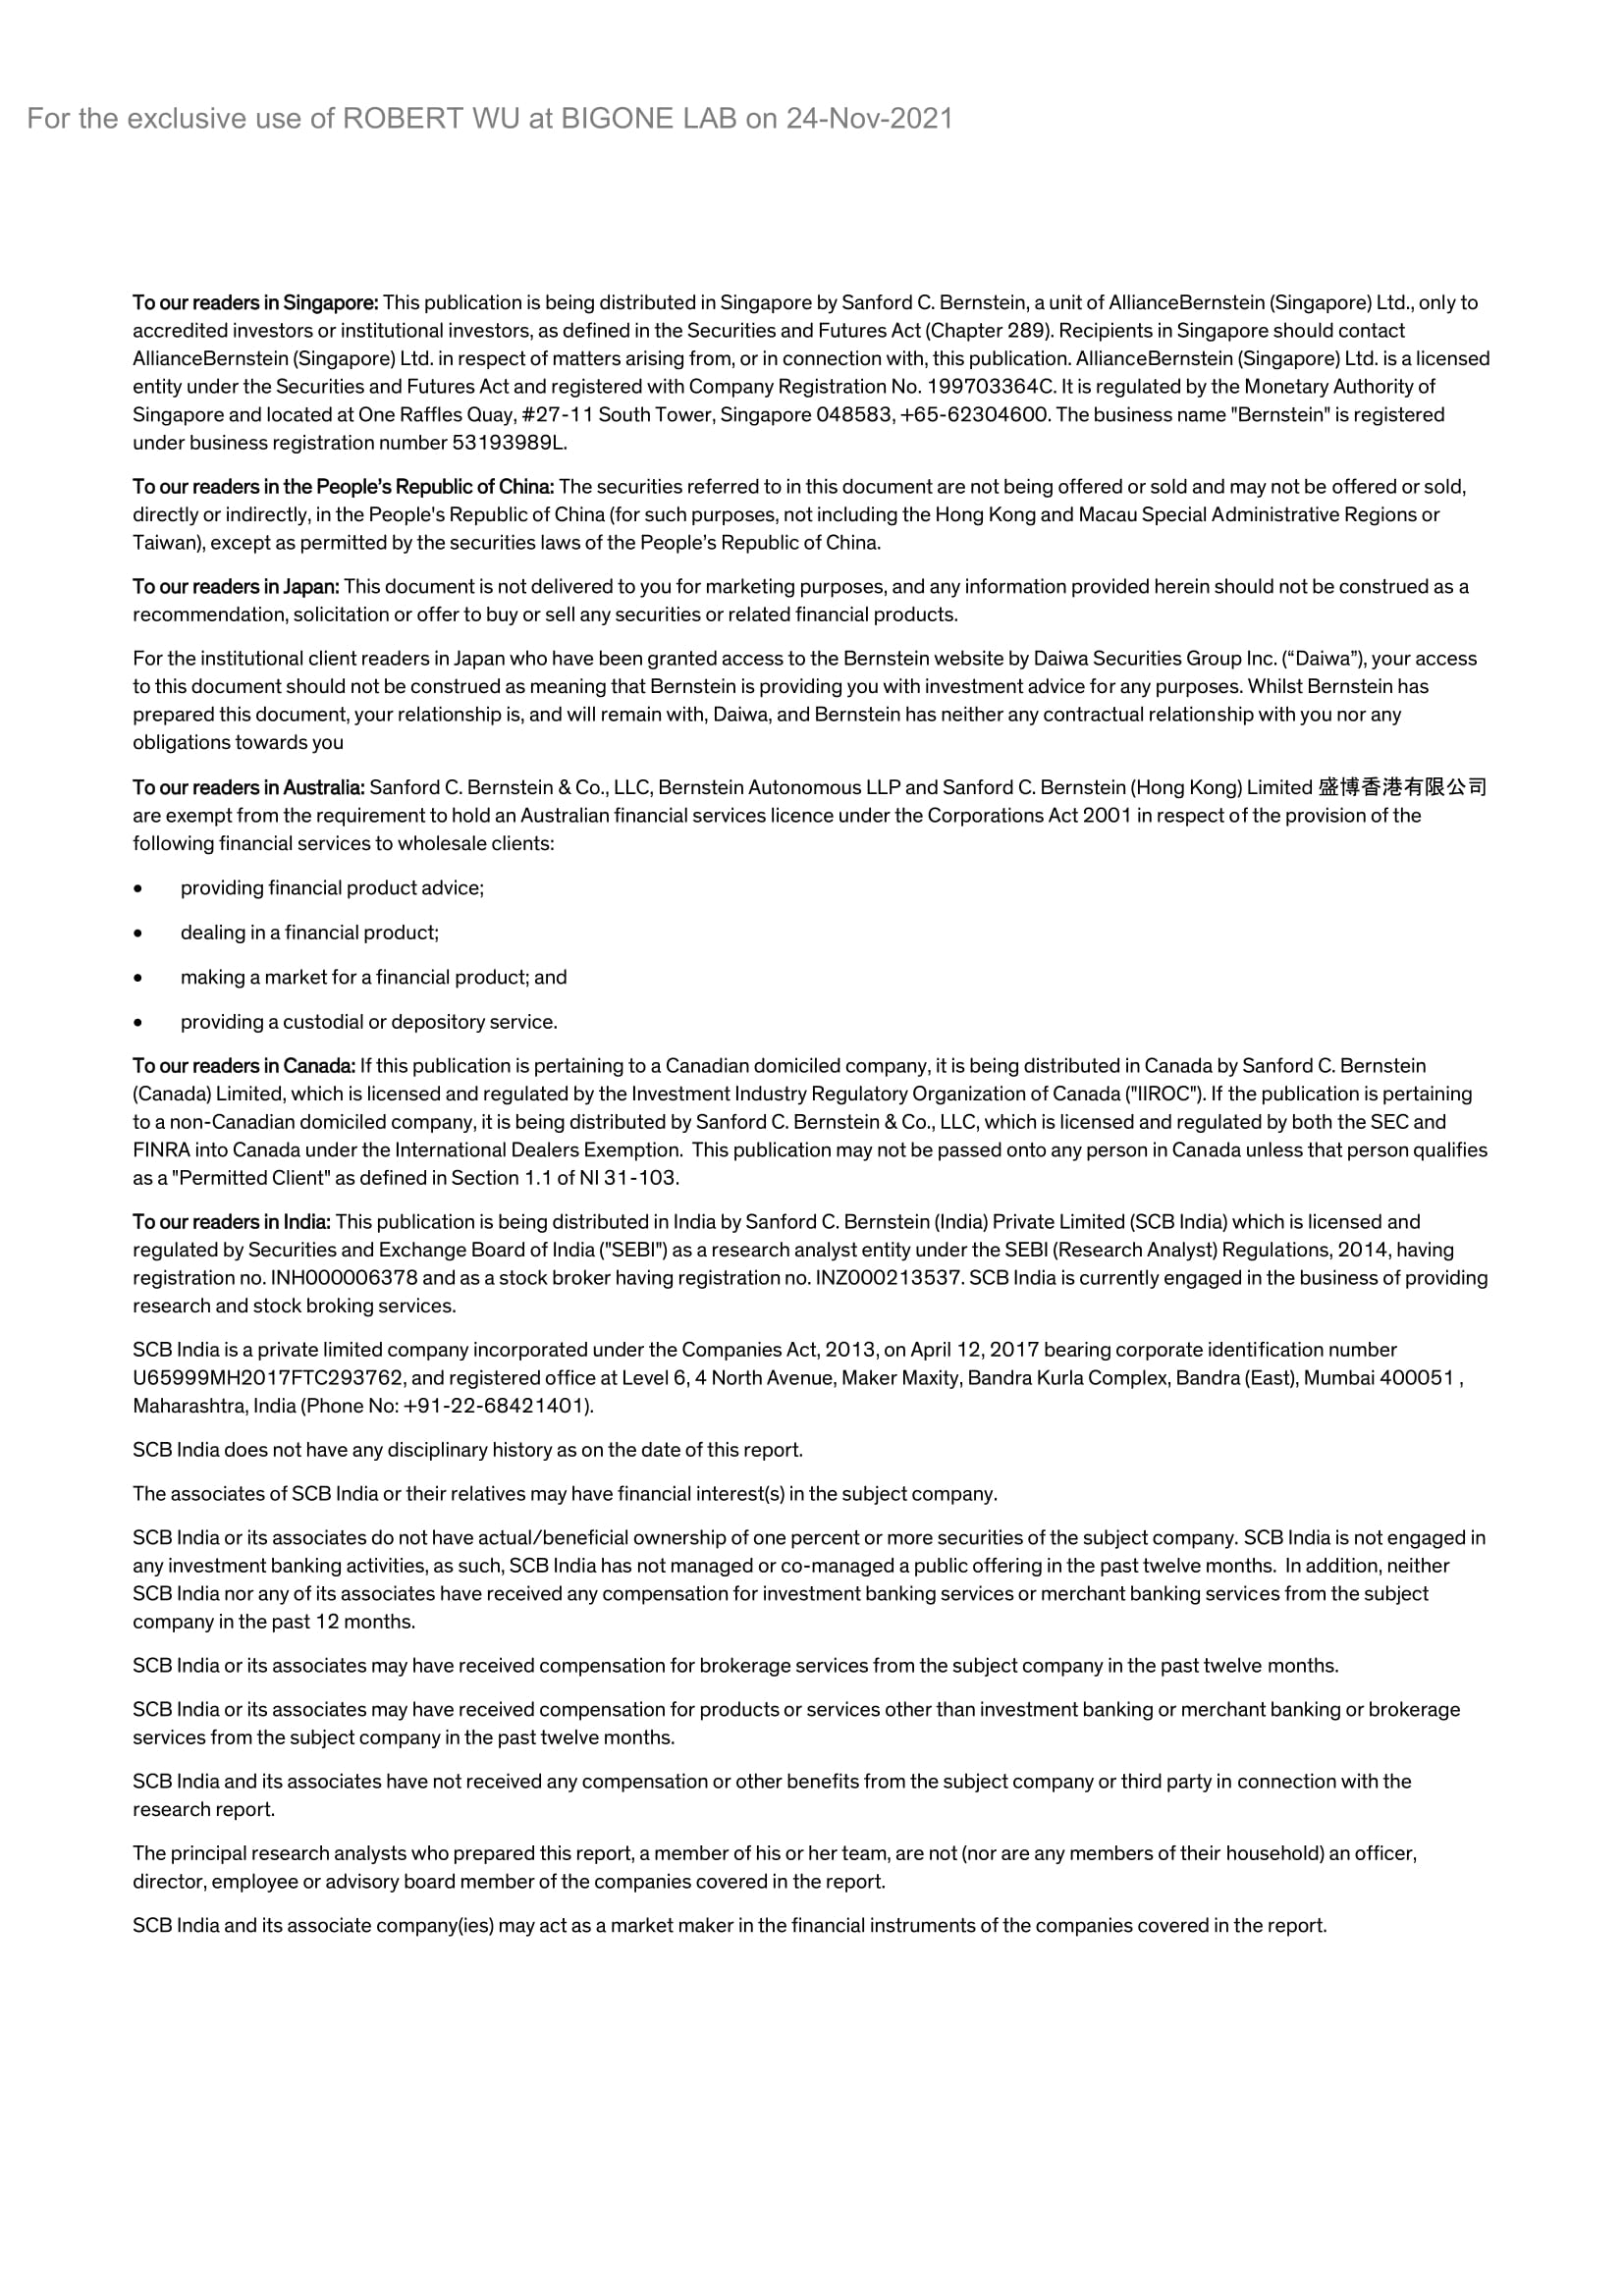 For the exclusive use of ROBERT WU at BIGONE LAB on 24-Nov-2021
To our readers in Singapore: This publication is being distributed in Singapore by Sanford C. Bernstein, a unit of AllianceBernstein (Singapore) Ltd., only to
accredited investors or institutional investors, as defined in the Securities and Futures Act (Chapter 289). Recipients in Singapore should contact
AllianceBernstein (Singapore) Ltd. in respect of matters arising from, or in connection with, this publication. AllianceBernstein (Singapore) Ltd. is a licensed
entity under the Securities and Futures Act and registered with Company Registration No. 199703364C. It is regulated by the Monetary Authority of
Singapore and located at One Raffles Quay, #27-11 South Tower, Singapore 048583, +65-62304600. The business name "Bernstein" is registered
under business registration number 53193989L.
To our readers in the People’s Republic of China: The securities referred to in this document are not being offered or sold and may not be offered or sold,
directly or indirectly, in the People's Republic of China (for such purposes, not including the Hong Kong and Macau Special Administrative Regions or
Taiwan), except as permitted by the securities laws of the People’s Republic of China.
To our readers in Japan: This document is not delivered to you for marketing purposes, and any information provided herein should not be construed as a
recommendation, solicitation or offer to buy or sell any securities or related financial products.
For the institutional client readers in Japan who have been granted access to the Bernstein website by Daiwa Securities Group Inc. (“Daiwa”), your access
to this document should not be construed as meaning that Bernstein is providing you with investment advice for any purposes. Whilst Bernstein has
prepared this document, your relationship is, and will remain with, Daiwa, and Bernstein has neither any contractual relationship with you nor any
obligations towards you
To our readers in Australia: Sanford C. Bernstein & Co., LLC, Bernstein Autonomous LLP and Sanford C. Bernstein (Hong Kong) Limited 盛博香港有限公司
are exempt from the requirement to hold an Australian financial services licence under the Corporations Act 2001 in respect of the provision of the
following financial services to wholesale clients:
• providing financial product advice;
• dealing in a financial product;
• making a market for a financial product; and
• providing a custodial or depository service.
To our readers in Canada: If this publication is pertaining to a Canadian domiciled company, it is being distributed in Canada by Sanford C. Bernstein
(Canada) Limited, which is licensed and regulated by the Investment Industry Regulatory Organization of Canada ("IIROC"). If the publication is pertaining
to a non-Canadian domiciled company, it is being distributed by Sanford C. Bernstein & Co., LLC, which is licensed and regulated by both the SEC and
FINRA into Canada under the International Dealers Exemption. This publication may not be passed onto any person in Canada unless that person qualifies
as a "Permitted Client" as defined in Section 1.1 of NI 31-103.
To our readers in India: This publication is being distributed in India by Sanford C. Bernstein (India) Private Limited (SCB India) which is licensed and
regulated by Securities and Exchange Board of India ("SEBI") as a research analyst entity under the SEBI (Research Analyst) Regulations, 2014, having
registration no. INH000006378 and as a stock broker having registration no. INZ000213537. SCB India is currently engaged in the business of providing
research and stock broking services.
SCB India is a private limited company incorporated under the Companies Act, 2013, on April 12, 2017 bearing corporate identification number
U65999MH2017FTC293762, and registered office at Level 6, 4 North Avenue, Maker Maxity, Bandra Kurla Complex, Bandra (East), Mumbai 400051 ,
Maharashtra, India (Phone No: +91-22-68421401).
SCB India does not have any disciplinary history as on the date of this report.
The associates of SCB India or their relatives may have financial interest(s) in the subject company.
SCB India or its associates do not have actual/beneficial ownership of one percent or more securities of the subject company. SCB India is not engaged in
any investment banking activities, as such, SCB India has not managed or co-managed a public offering in the past twelve months. In addition, neither
SCB India nor any of its associates have received any compensation for investment banking services or merchant banking services from the subject
company in the past 12 months.
SCB India or its associates may have received compensation for brokerage services from the subject company in the past twelve months.
SCB India or its associates may have received compensation for products or services other than investment banking or merchant banking or brokerage
services from the subject company in the past twelve months.
SCB India and its associates have not received any compensation or other benefits from the subject company or third party in connection with the
research report.
The principal research analysts who prepared this report, a member of his or her team, are not (nor are any members of their household) an officer,
director, employee or advisory board member of the companies covered in the report.
SCB India and its associate company(ies) may act as a market maker in the financial instruments of the companies covered in the report.